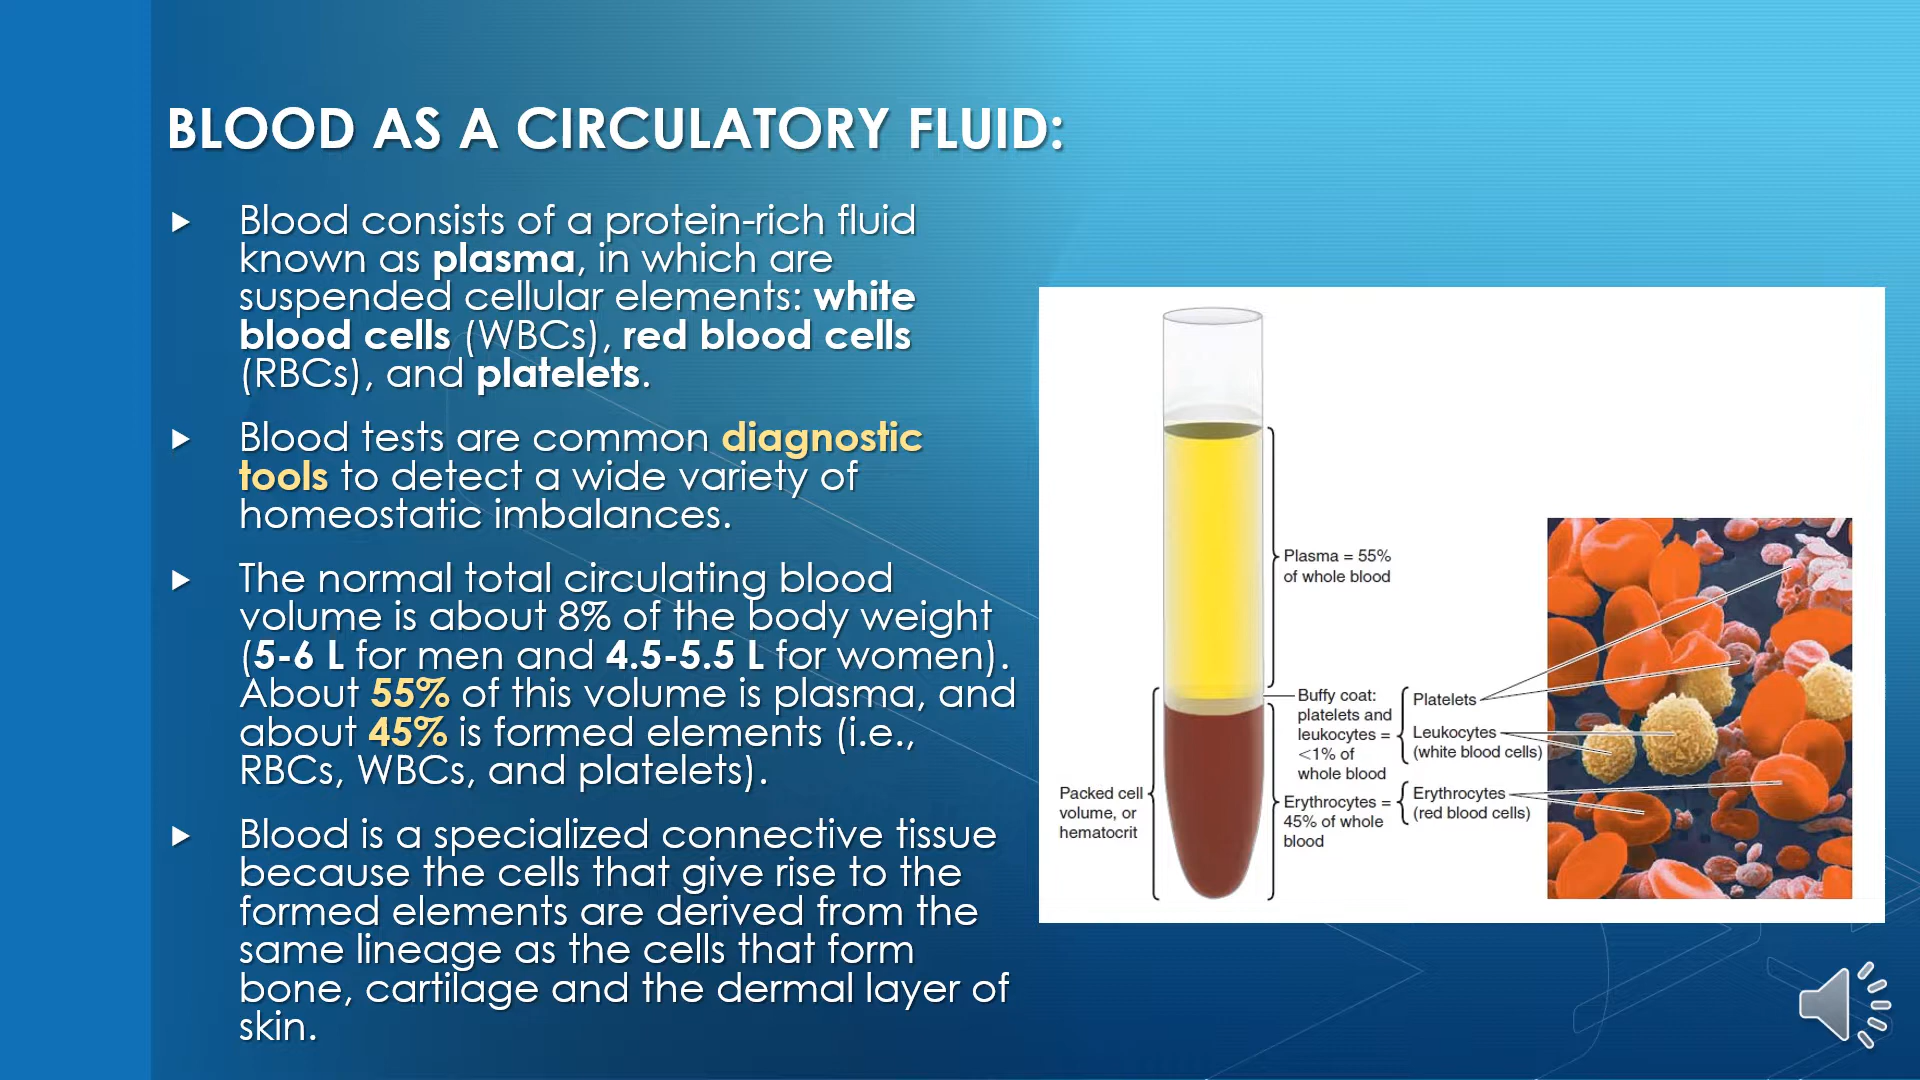 BLOOD AS A CIRCULATORY FLUID:
Blood consists of a protein-rich fluid
known as plasma, in which are
suspended cellular elements: white
blood cells (WBCs), red blood cells
(RBCs), and platelets.
Blood tests are common diagnostic
tools to detect a wide variety of
homeostatic imbalances.
The normal total circulating blood
volume is about 8% of the body weight
(5-6 L for men and 4.5-5.5 L for women).
About 55% of this volume is plasma, and
about 45% is formed elements (i.e.,
RBCs, WBCs, and platelets).
Blood is a specialized connective tissue
because the cells that give rise to the
formed elements are derived from the
same lineage as the cells that form
bone, cartilage and the dermal layer of
skin.
Plasma = 55%
of whole blood
Buffy coat:
platelets and
leukocytes =
<1% of
whole blood
Platelets
Leukocytes
(white blood cells)
Packed cell
volume, or
hematocrit
Erythrocytes =
45% of whole
blood
Erythrocytes
(red blood cells)